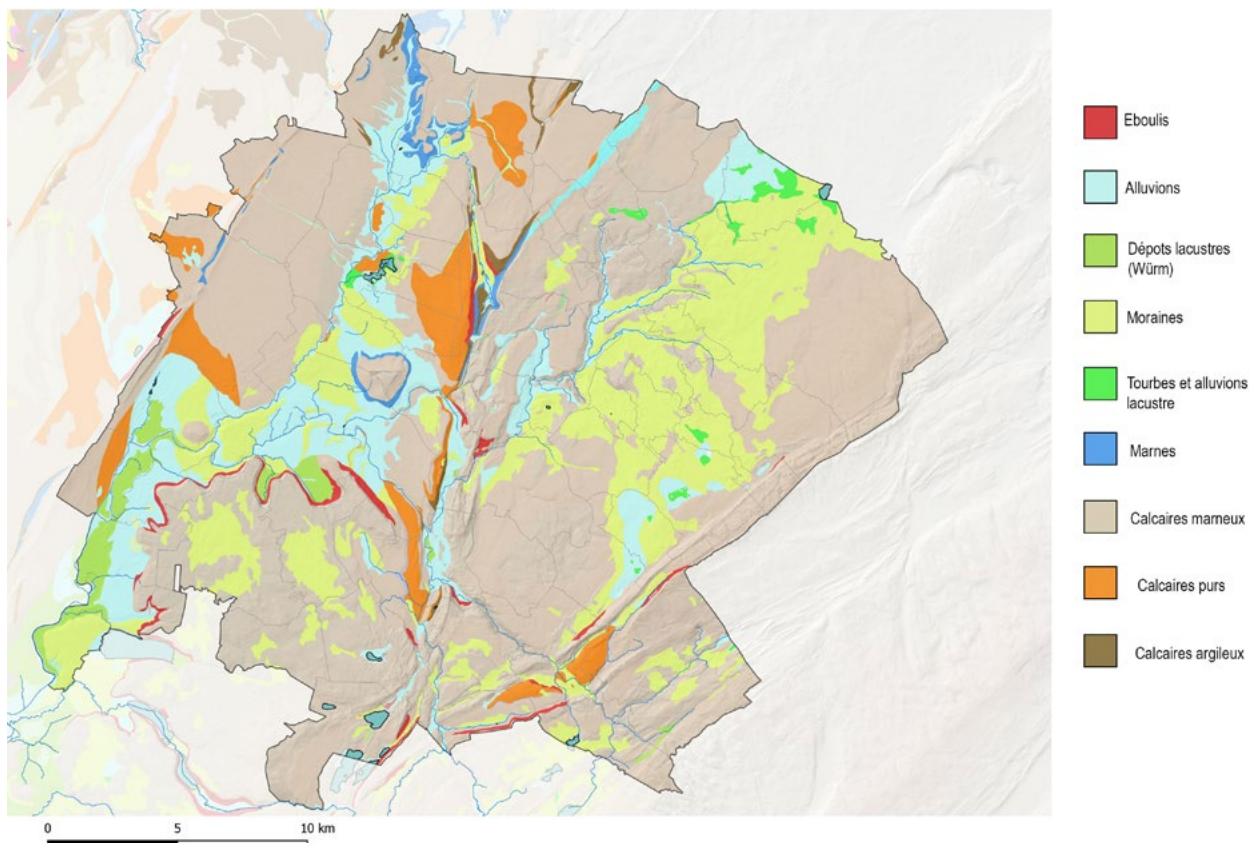 Eboulis
Alluvions
Dépots lacustres
(Würm)
Moraines
Tourbes et alluvions
lacustre
Marnes
Calcaires marneux
Calcaires purs
Calcaires argileux
0 5 10 km